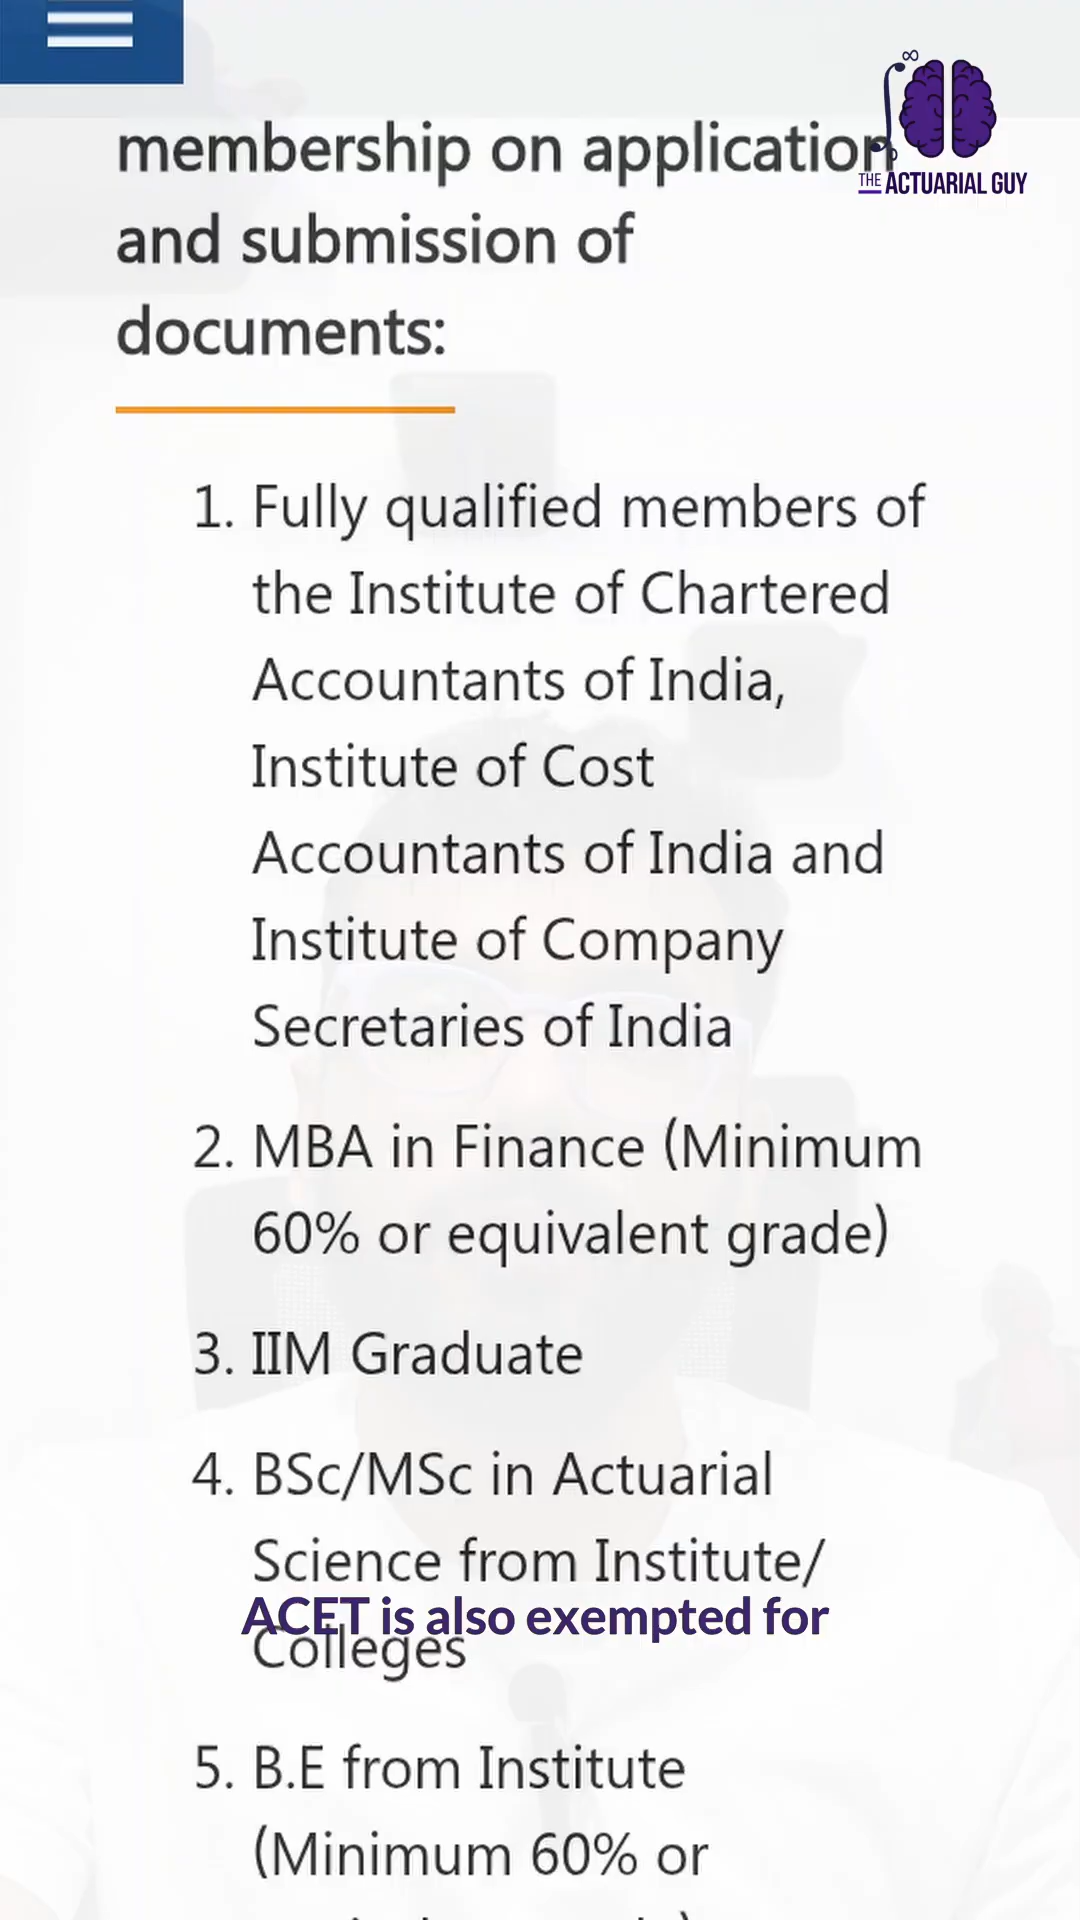 ∞
THE ACTUARIAL GUY
membership on application
and submission of
documents:
1. Fully qualified members of
the Institute of Chartered
Accountants of India,
Institute of Cost
Accountants of India and
Institute of Company
Secretaries of India
2. MBA in Finance (Minimum
60% or equivalent grade)
3. IIM Graduate
4. BSc/MSc in Actuarial
Science from Institute/
ACET is also exempted for
Colleges
5. B.E from Institute
(Minimum 60% or